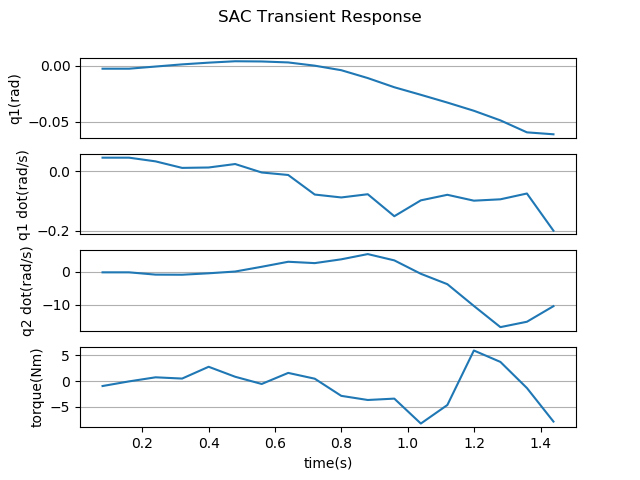 SAC Transient Response
0.00
−0.05
q1(rad)
0.0
−0.2
q1 dot(rad/s)
0
−10
q2 dot(rad/s)
5
0
−5
torque(Nm)
0.2 0.4 0.6 0.8 1.0 1.2 1.4
time(s)